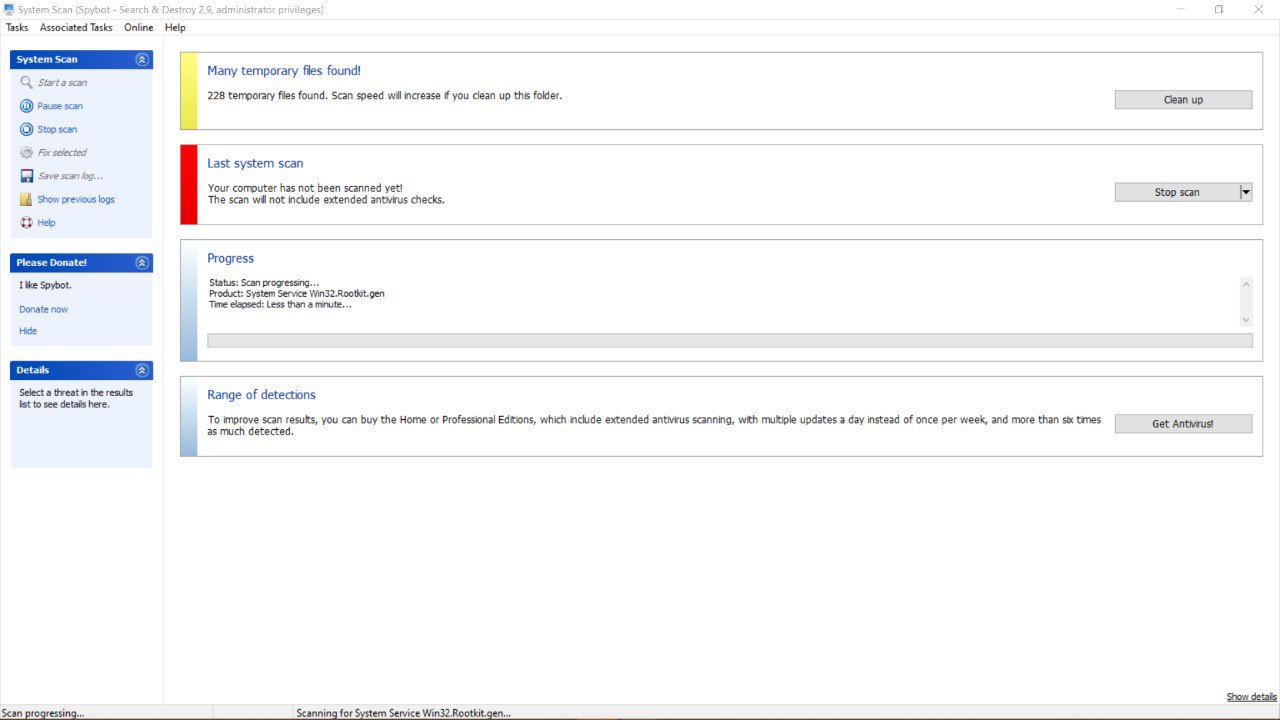 System Scan (Spybot - Search & Destroy 2.9, administrator privileges)
Tasks Associated Tasks Online Help
System Scan
Start a scan
Pause scan
Stop scan
Fix selected
Save scan log...
Show previous logs
Help
Please Donate!
I like Spybot.
Donate now
Hide
Details
Select a threat in the results
list to see details here.
Many temporary files found!
228 temporary files found. Scan speed will increase if you clean up this folder.
Clean up
Last system scan
Your computer has not been scanned yet!
The scan will not include extended antivirus checks.
Stop scan
Progress
Status: Scan progressing...
Product: System Service Win32.Rootkit.gen
Time elapsed: Less than a minute...
Range of detections
To improve scan results, you can buy the Home or Professional Editions, which include extended antivirus scanning, with multiple updates a day instead of once per week, and more than six times
as much detected.
Get Antivirus!
Show details
Scan progressing... Scanning for System Service Win32.Rootkit.gen...